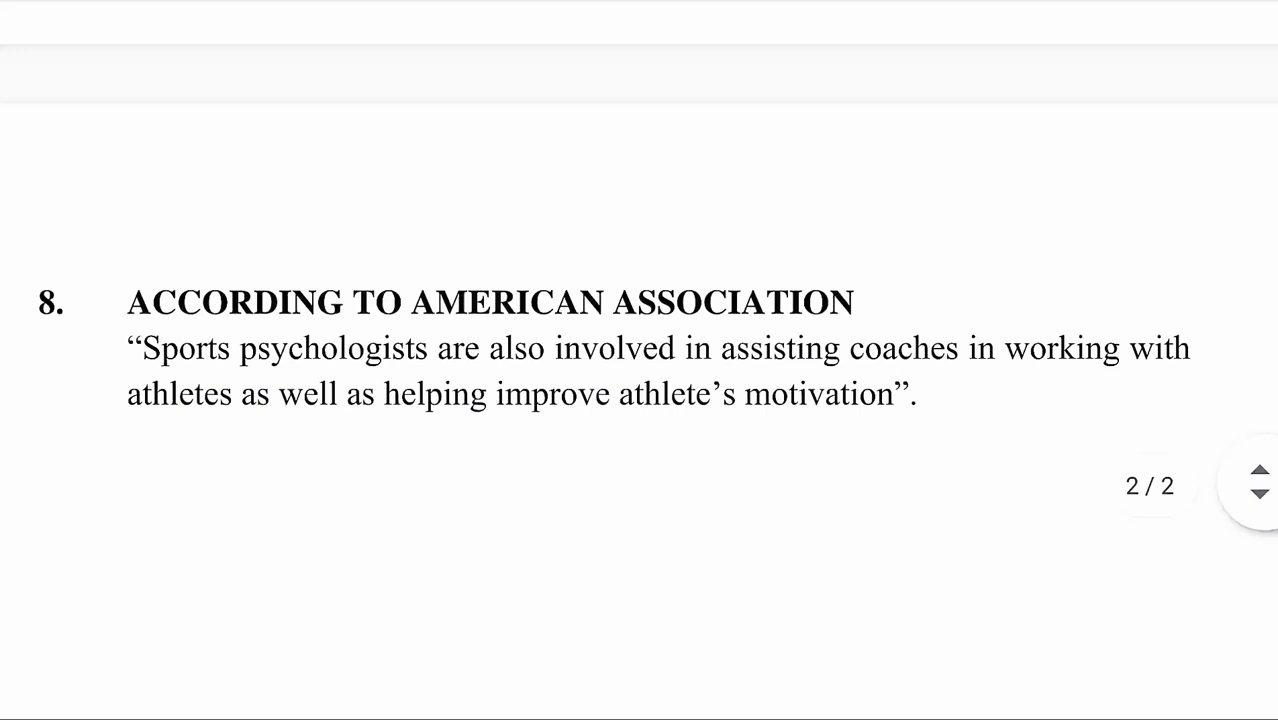 8. ACCORDING TO AMERICAN ASSOCIATION
“Sports psychologists are also involved in assisting coaches in working with
athletes as well as helping improve athlete’s motivation”.
2 / 2